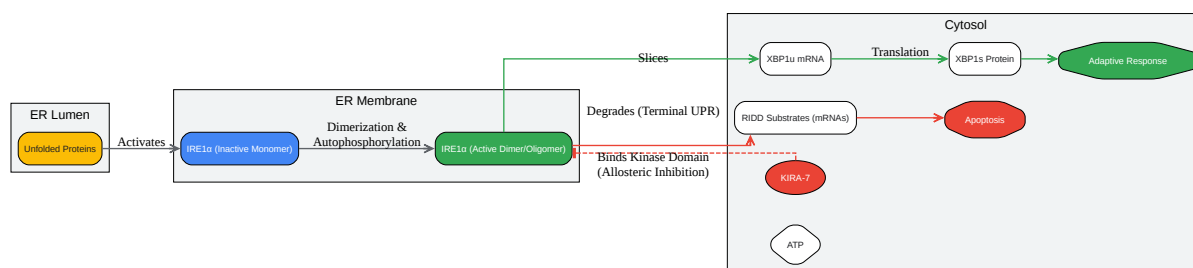 ER Lumen
Unfolded Proteins
Activates
ER Membrane
IRE1α (Inactive Monomer)
Dimerization &
Autophosphorylation
IRE1α (Active Dimer/Oligomer)
Slices
Degrades (Terminal UPR)
Binds Kinase Domain
(Allosteric Inhibition)
Cytosol
XBP1u mRNA
Translation
XBP1s Protein
Adaptive Response
RIDD Substrates (mRNAs)
Apoptosis
KIRA-7
ATP